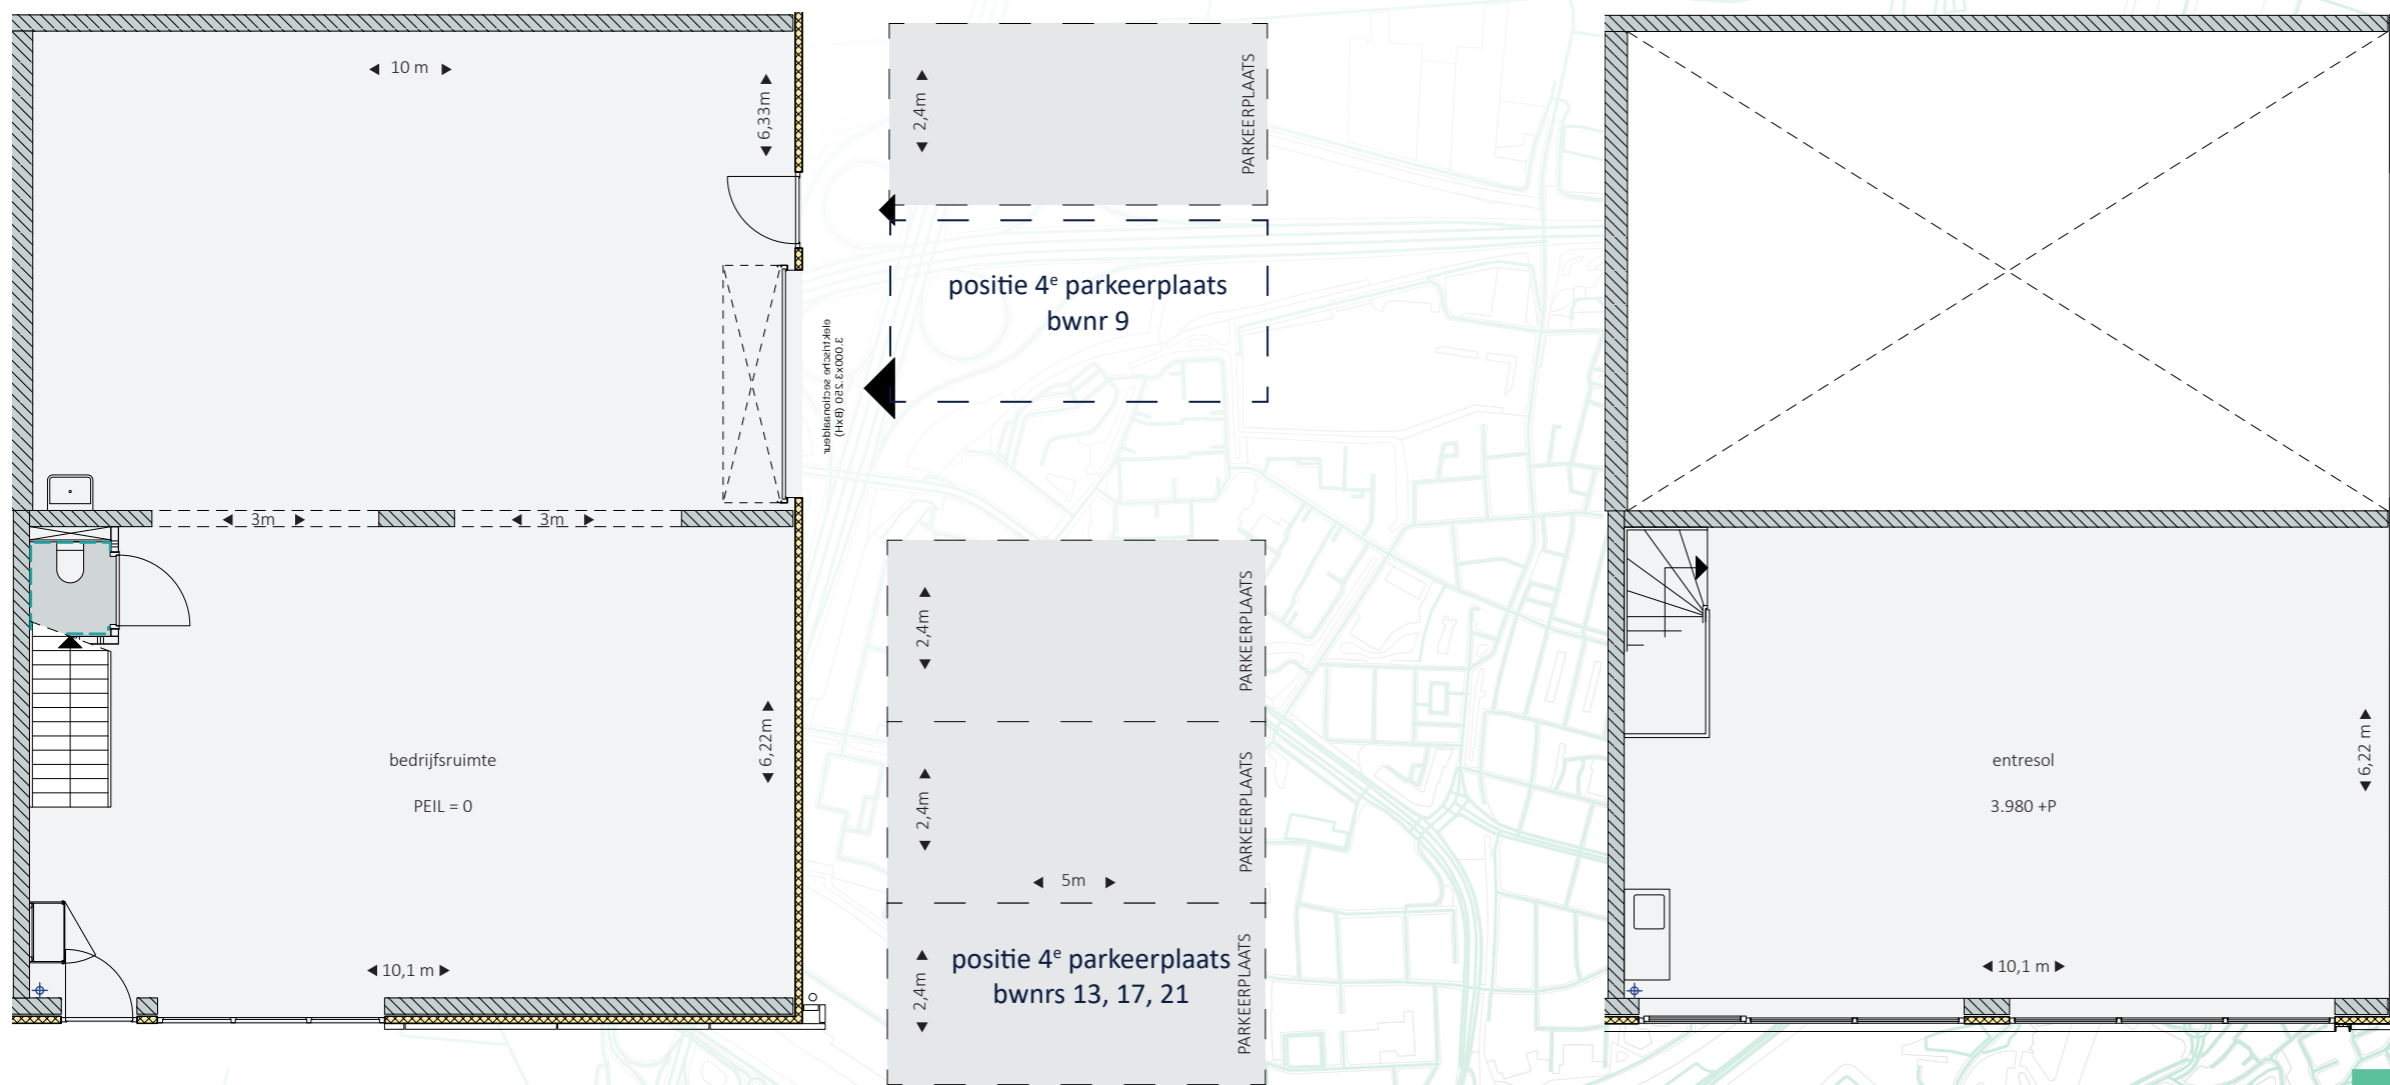 10 m
6,33m
3m
3m
elektrische sectionaaldeur
3.000x3.250 (BxH)
bedrijfsruimte
PEIL = 0
6,22m
10,1 m
2,4m
PARKEERPLAATS
positie 4e parkeerplaats
bwnr 9
2,4m
PARKEERPLAATS
2,4m
PARKEERPLAATS
5m
2,4m
PARKEERPLAATS
positie 4e parkeerplaats
bwnrs 13, 17, 21
entresol
3.980 +P
6,22 m
10,1 m